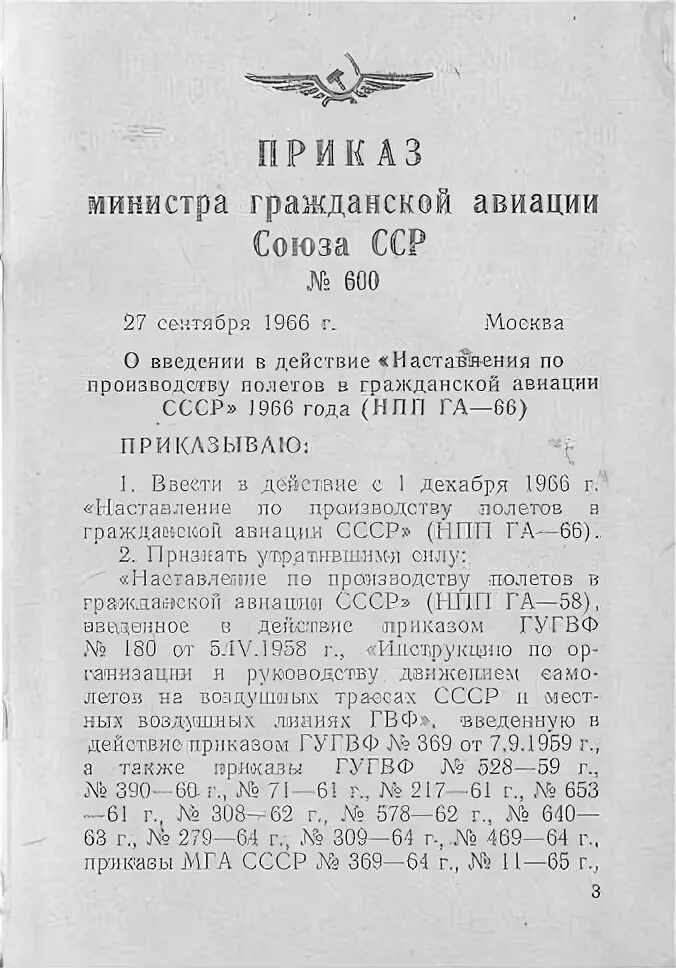 ПРИКАЗ
министра гражданской авиации
Союза ССР
№ 600
27 сентября 1966 г. Москва
О введении в действие «Наставления по
производству полетов в гражданской авиации
СССР» 1966 года (НПП ГА—66)
ПРИКАЗЫВАЮ:
1. Ввести в действие с 1 декабря 1966 г.
«Наставление по производству полетов в
гражданской авиации СССР» (НПП ГА—66).
2. Признать утратившими силу:
«Наставление по производству полетов в
гражданской авиации СССР» (НПП ГА—58),
введенное в действие приказом ГУГВФ
№ 180 от 5.IV.1958 г., «Инструкцию по ор-
ганизации и руководству движением само-
летов на воздушных трассах СССР и мест-
ных воздушных линиях ГВФ», введенную в
действие приказом ГУГВФ № 369 от 7.9.1959 г.,
а также приказы ГУГВФ № 528—59 г.,
№ 390—60 г., № 71—61 г., № 217—61 г., № 653
—61 г., № 308—62 г., № 578—62 г., № 640—
63 г., № 279—64 г., № 309—64 г., № 469—64 г.,
приказы МГА СССР № 369—64 г., № 11—65 г.,
3